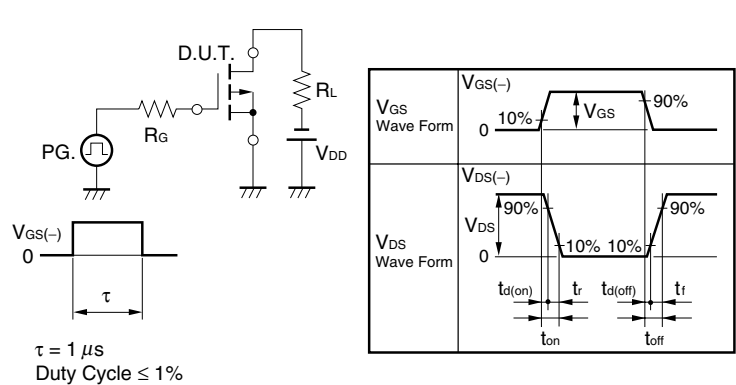 D.U.T.
RL
RG
PG.
VDD
VGS(−)
0
τ
τ = 1 μs
Duty Cycle ≤ 1%
VGS
Wave Form
VGS(−)
10%
VGS
90%
0
VDS
Wave Form
VDS(−)
90%
VDS
90%
10% 10%
0
td(on) tr td(off) tf
ton toff